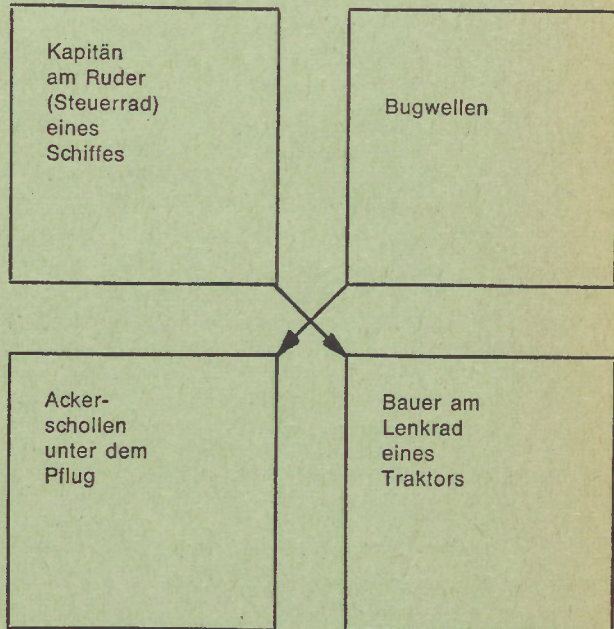 Kapitän
am Ruder
(Steuerrad)
eines
Schiffes
Bugwellen
Acker-
schollen
unter dem
Pflug
Bauer am
Lenkrad
eines
Traktors